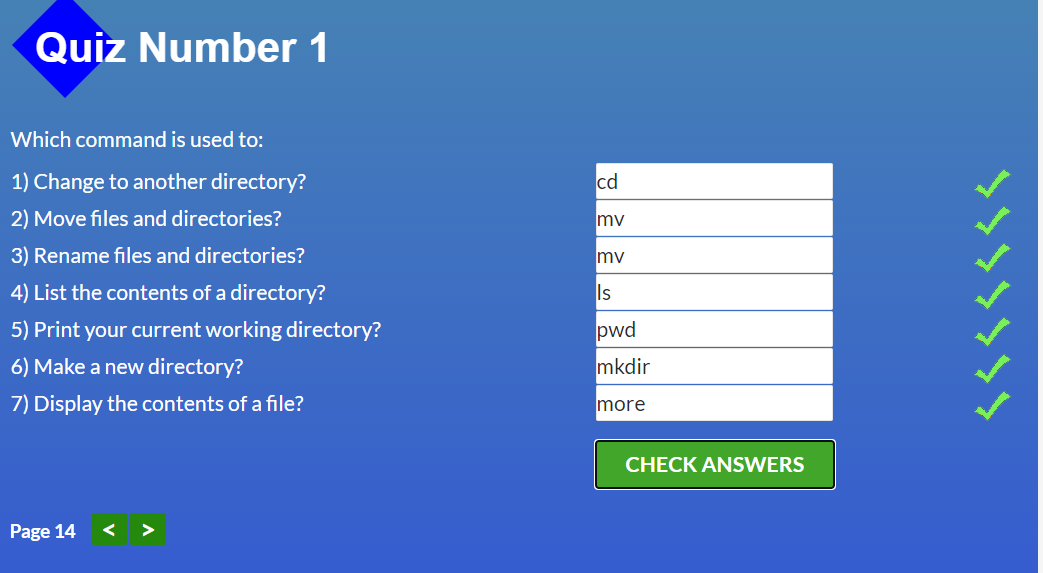 Quiz Number 1
Which command is used to:
1) Change to another directory? cd
2) Move files and directories? mv
3) Rename files and directories? mv
4) List the contents of a directory? ls
5) Print your current working directory? pwd
6) Make a new directory? mkdir
7) Display the contents of a file? more
CHECK ANSWERS
Page 14 < >